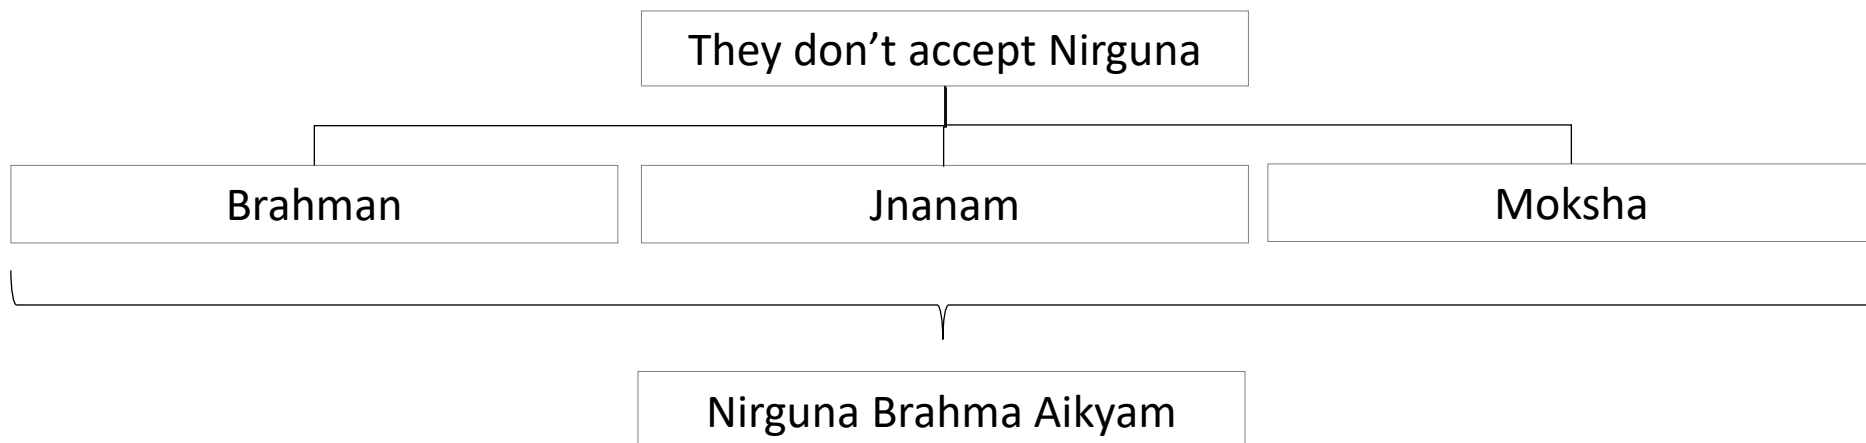 They don’t accept Nirguna
Brahman
Jnanam
Moksha
Nirguna Brahma Aikyam